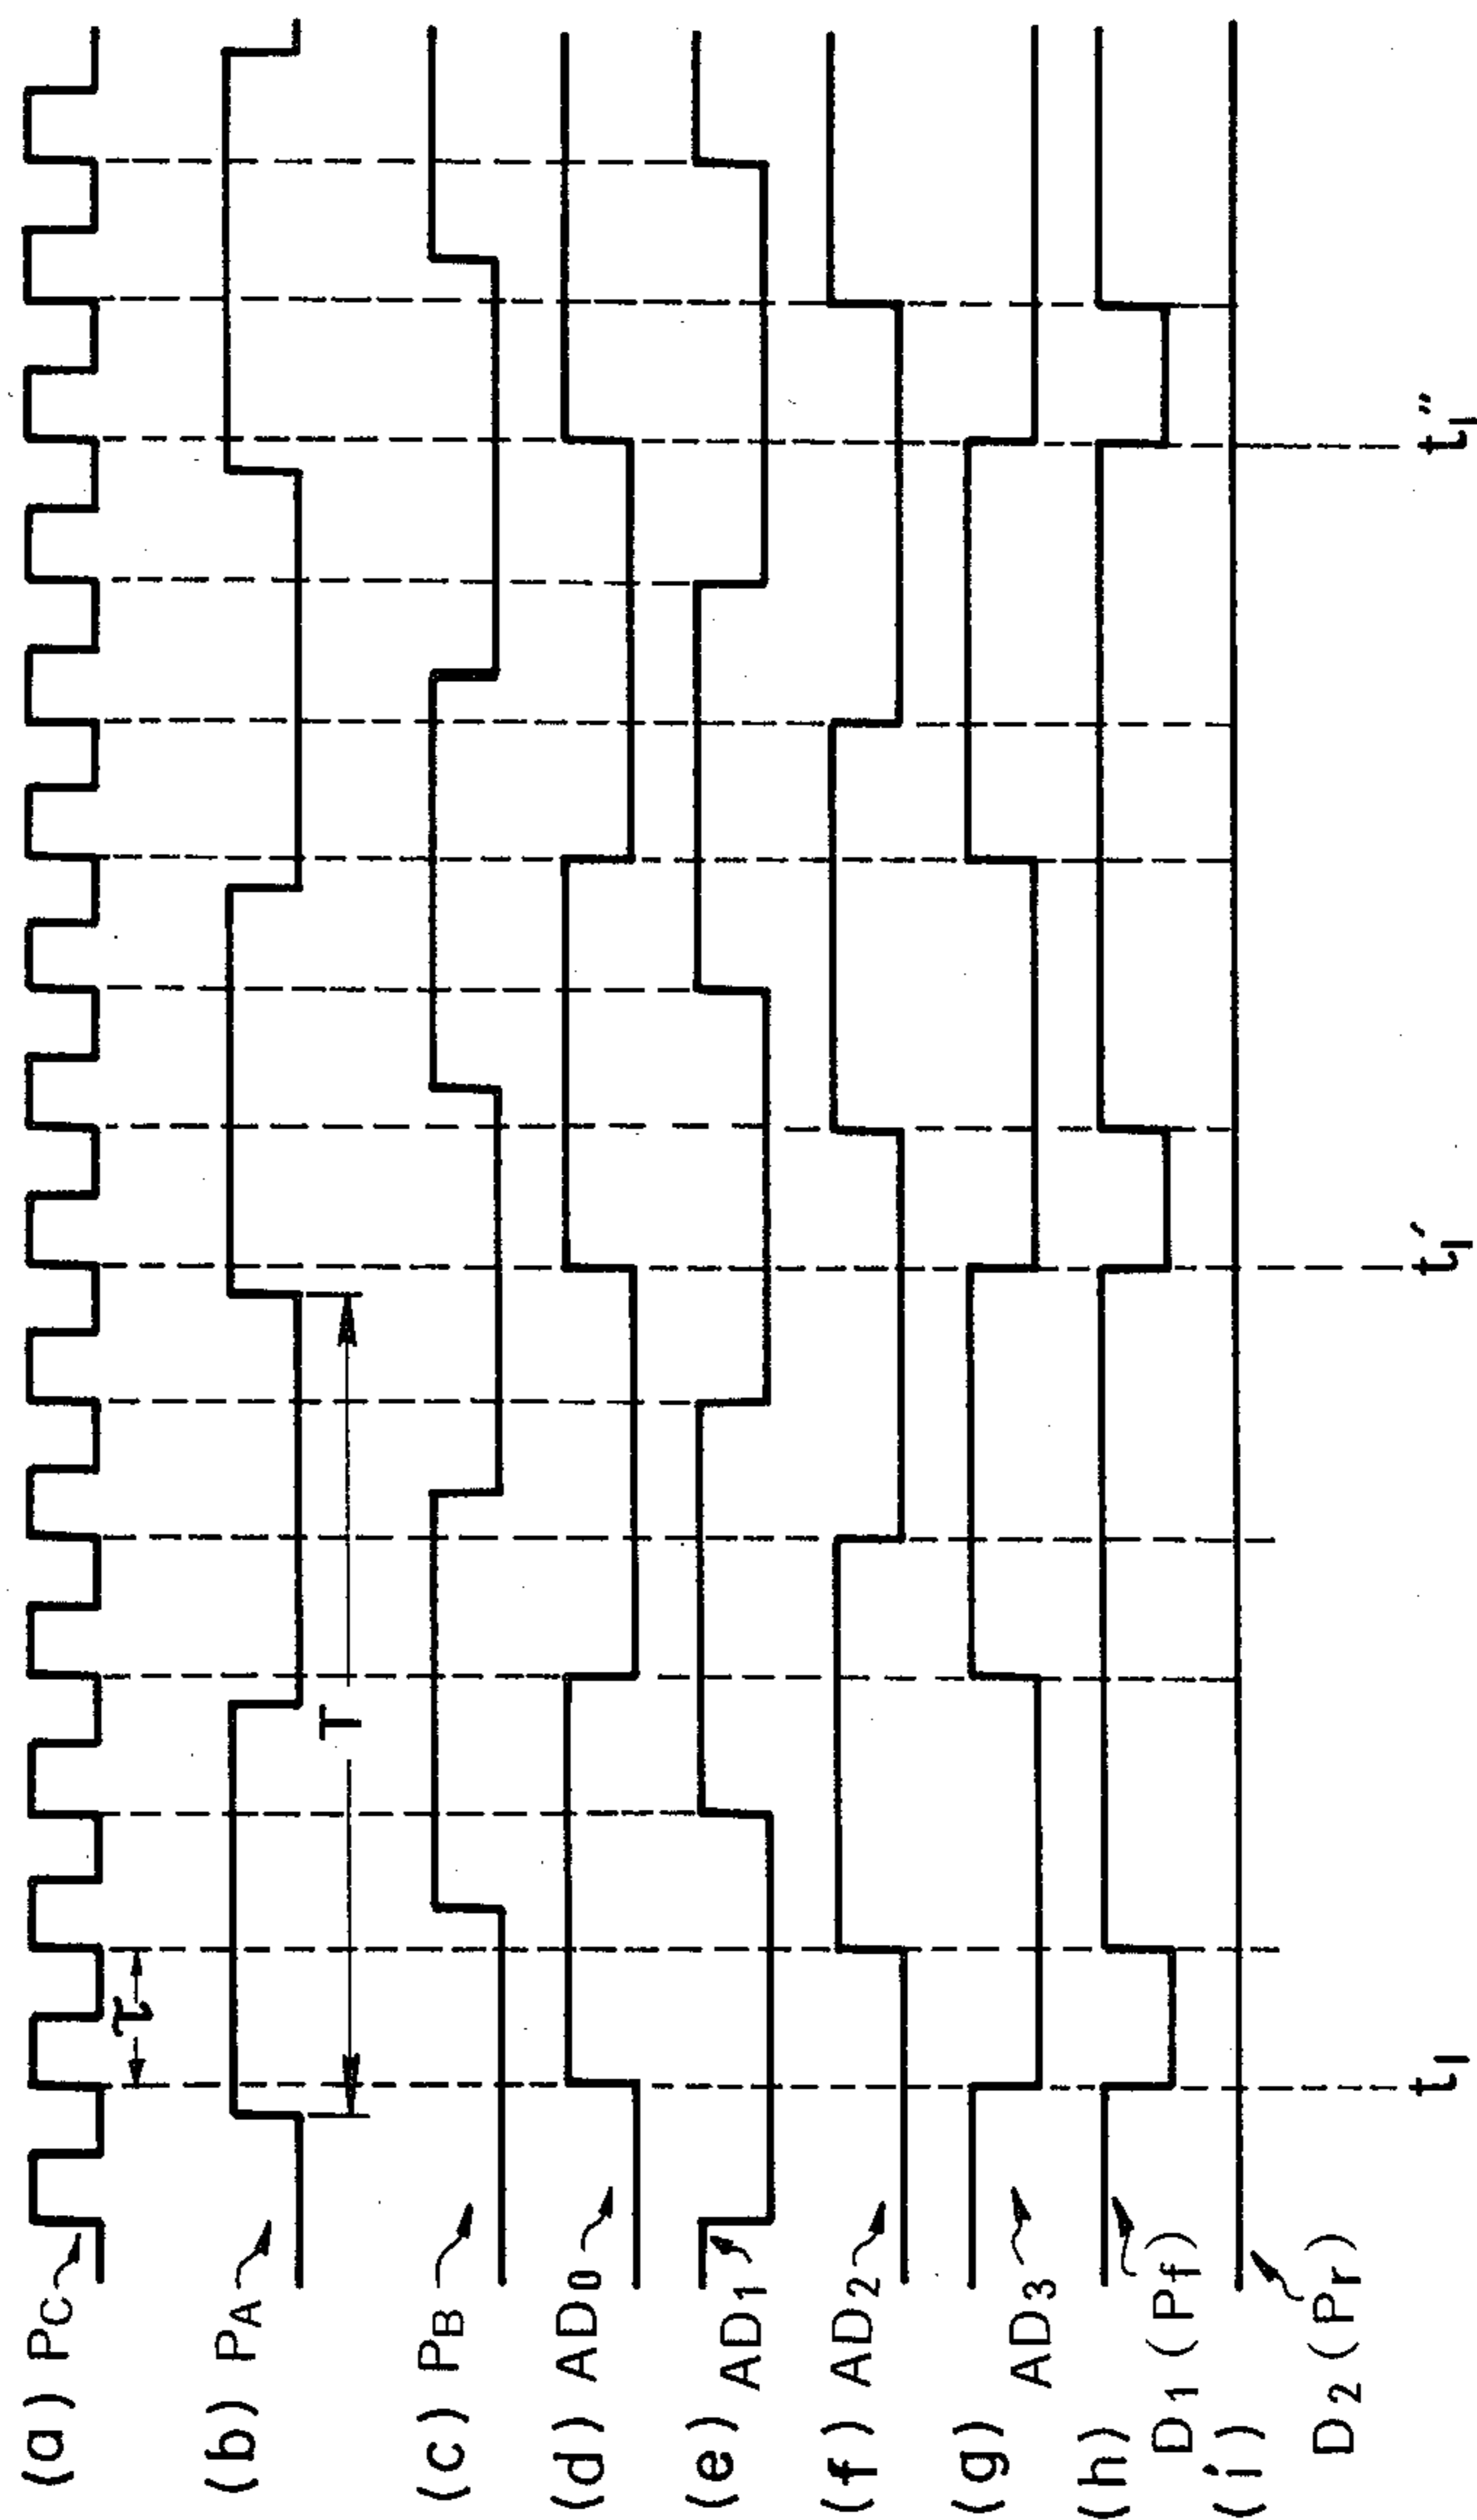 (a) PC
(b) PA
(c) PB
(d) AD0
(e) AD1
(f) AD2
(g) AD3
(h) D1 (Pf)
(i) D2 (Pr)
τ
T
t1
t1′
t1″